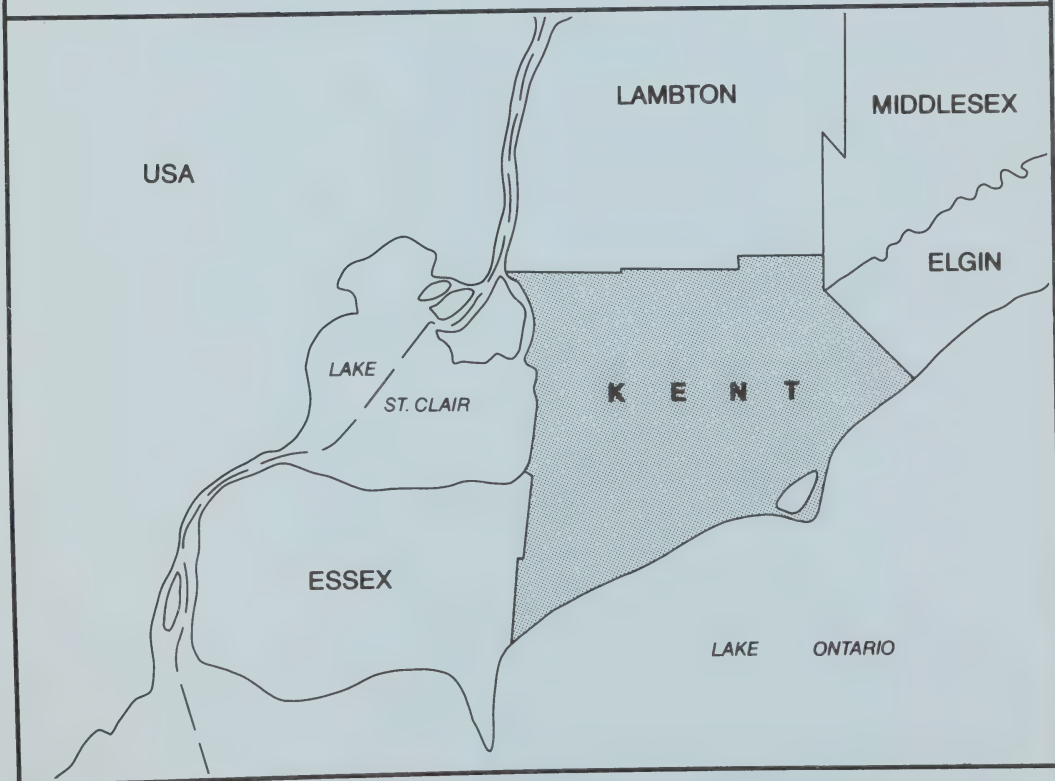 LAMBTON
MIDDLESEX
USA
ELGIN
LAKE
ST. CLAIR
K E N T
ESSEX
LAKE ONTARIO